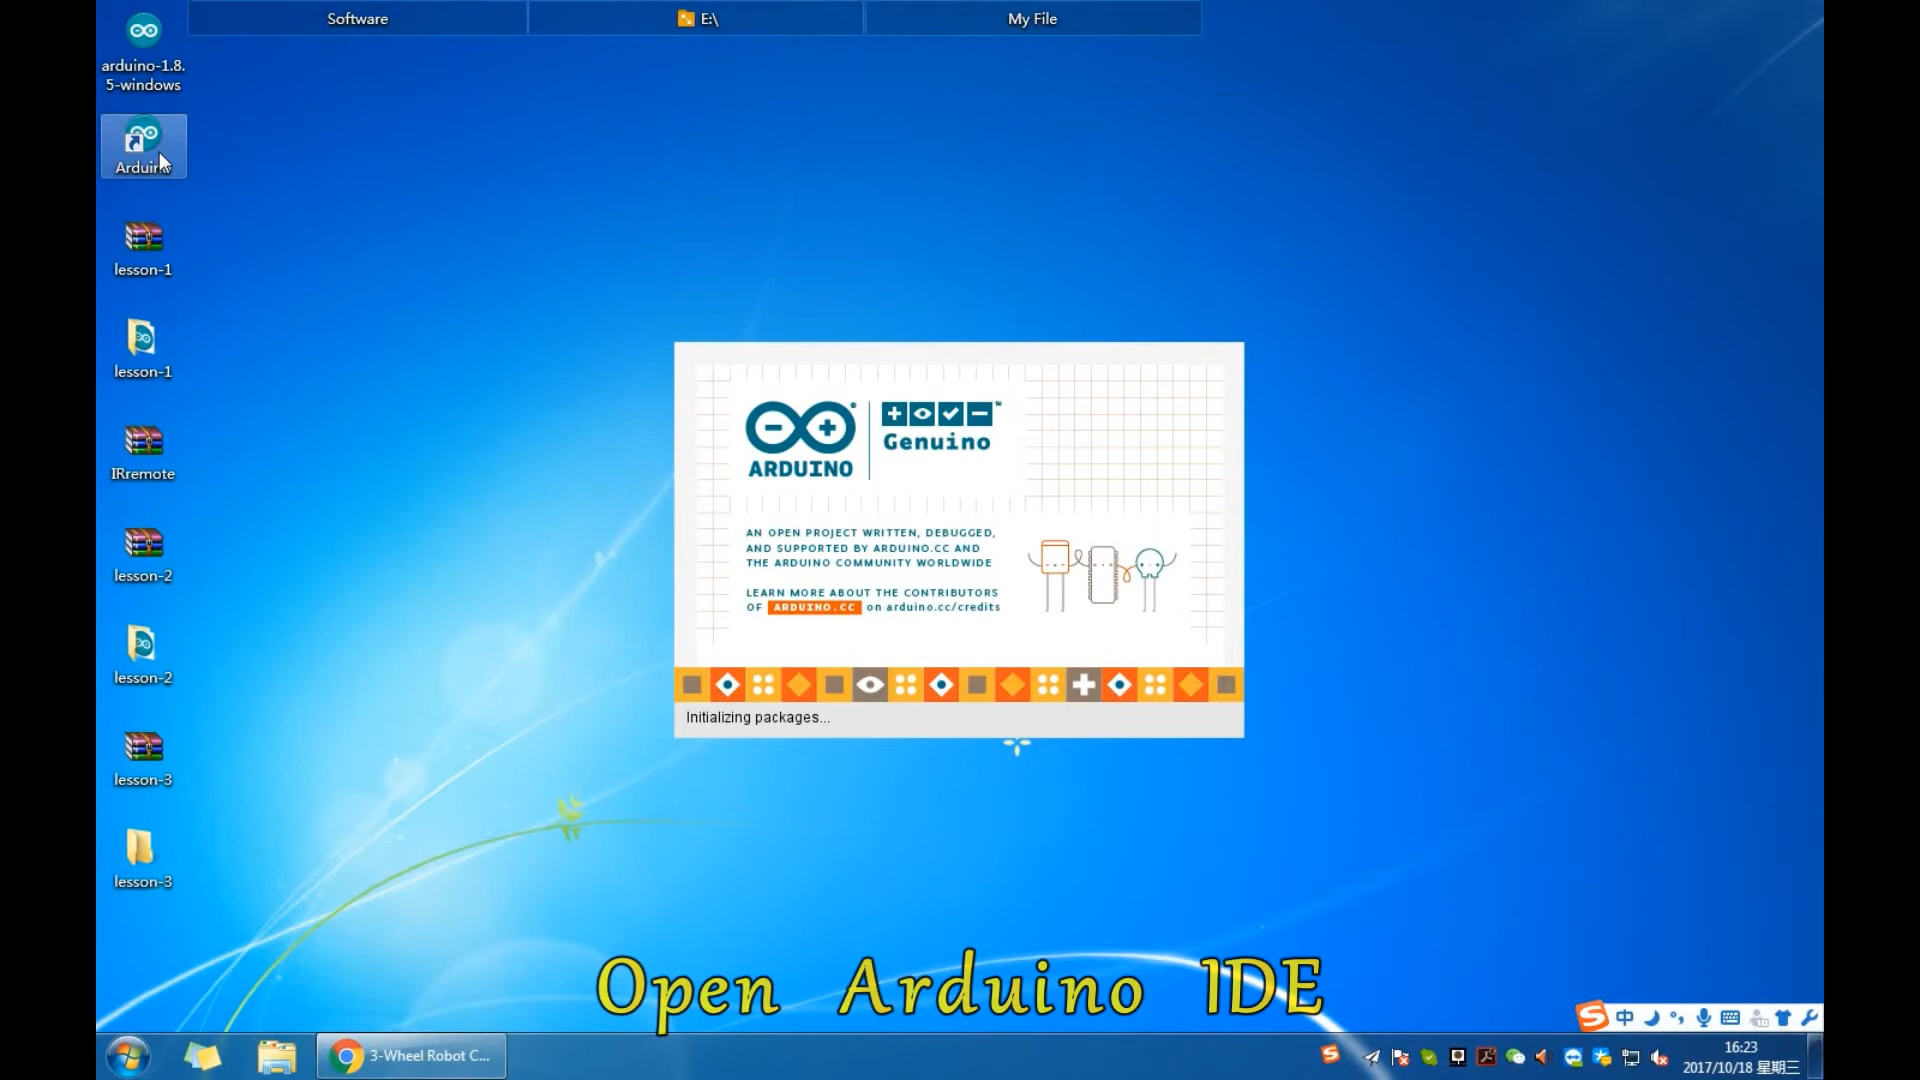 Software
E:\
My File
arduino-1.8.
5-windows
Arduino
lesson-1
lesson-1
IRremote
lesson-2
lesson-2
lesson-3
lesson-3
ARDUINO
Genuino
AN OPEN PROJECT WRITTEN, DEBUGGED,
AND SUPPORTED BY ARDUINO.CC AND
THE ARDUINO COMMUNITY WORLDWIDE
LEARN MORE ABOUT THE CONTRIBUTORS
OF ARDUINO.CC on arduino.cc/credits
Initializing packages...
Open Arduino IDE
中
3-Wheel Robot C...
16:23
2017/10/18 星期三